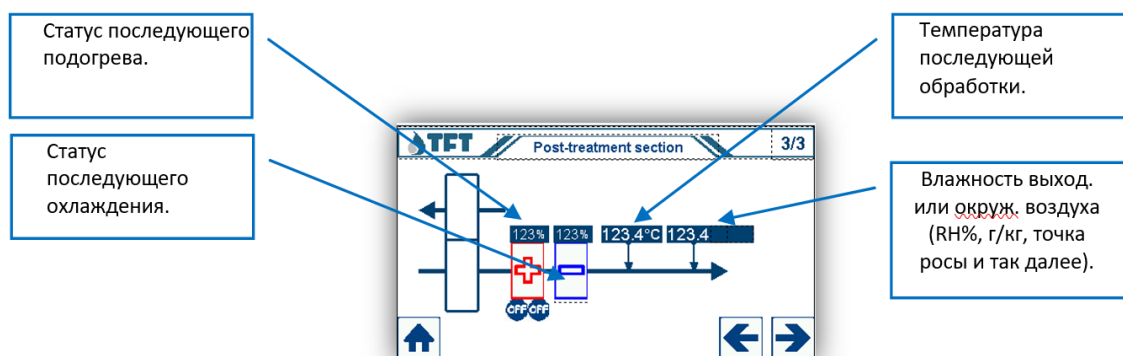 Статус последующего
подогрева.
Статус
последующего
охлаждения.
Температура
последующей
обработки.
Влажность выход.
или окруж. воздуха
(RH%, г/кг, точка
росы и так далее).
TFT
Post-treatment section
3/3
123%
123%
123.4°C
123.4
OFF
OFF